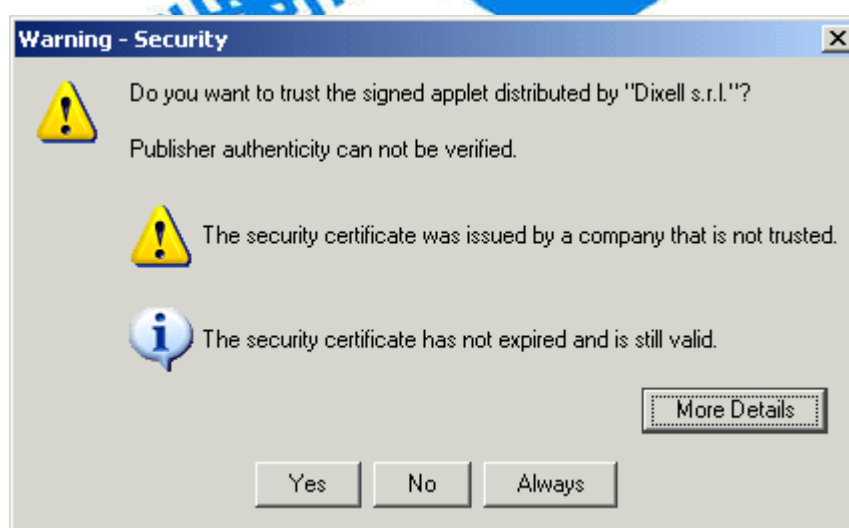 Warning - Security
Do you want to trust the signed applet distributed by "Dixell s.r.l."?
Publisher authenticity can not be verified.
The security certificate was issued by a company that is not trusted.
The security certificate has not expired and is still valid.
More Details
Yes No Always